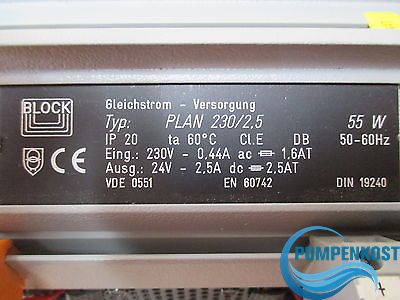 BLOCK
Gleichstrom - Versorgung
Typ: PLAN 230/2,5 55 W
IP 20 ta 60°C Cl.E DB 50-60Hz
CE
Eing.: 230V - 0,44A ac 1,6AT
Ausg.: 24V - 2,5A dc 2,5AT
VDE 0551 EN 60742 DIN 19240
PUMPENKOST
+